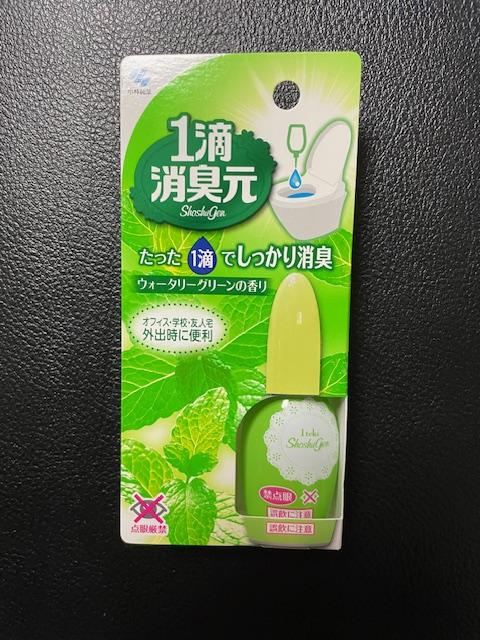 小林製薬
1滴
消臭元
ShoshuGen
たった 1滴 でしっかり消臭
ウォータリーグリーンの香り
オフィス・学校・友人宅
外出時に便利
1teki
ShoshuGen
禁点眼
誤飲に注意
誤飲に注意
点眼厳禁